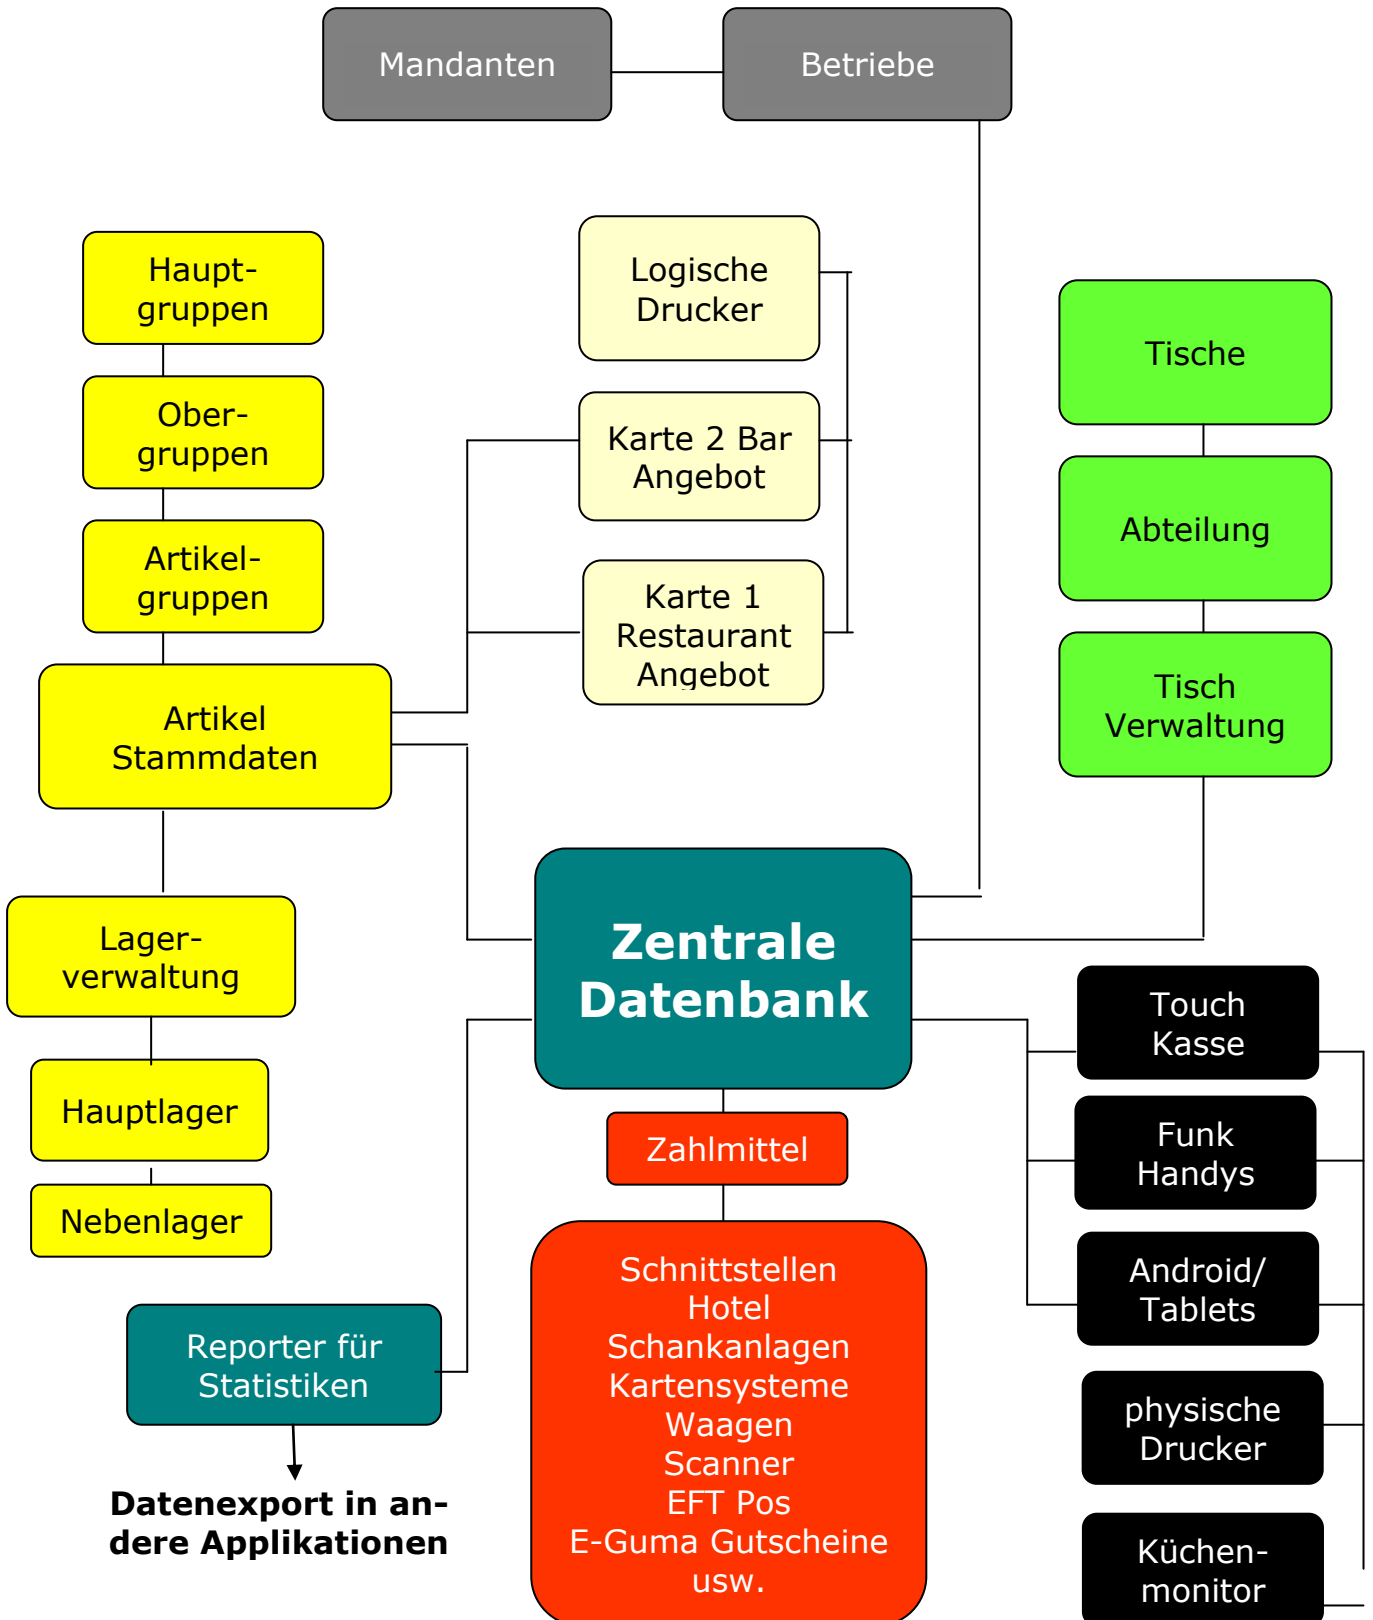 Mandanten
Betriebe
Haupt-
gruppen
Ober-
gruppen
Artikel-
gruppen
Artikel
Stammdaten
Lager-
verwaltung
Hauptlager
Nebenlager
Logische
Drucker
Karte 2 Bar
Angebot
Karte 1
Restaurant
Angebot
Tische
Abteilung
Tisch
Verwaltung
Zentrale
Datenbank
Zahlmittel
Schnittstellen
Hotel
Schankanlagen
Kartensysteme
Waagen
Scanner
EFT Pos
E-Guma Gutscheine
usw.
Touch
Kasse
Funk
Handys
Android/
Tablets
physische
Drucker
Küchen-
monitor
Reporter für
Statistiken
Datenexport in an-
dere Applikationen